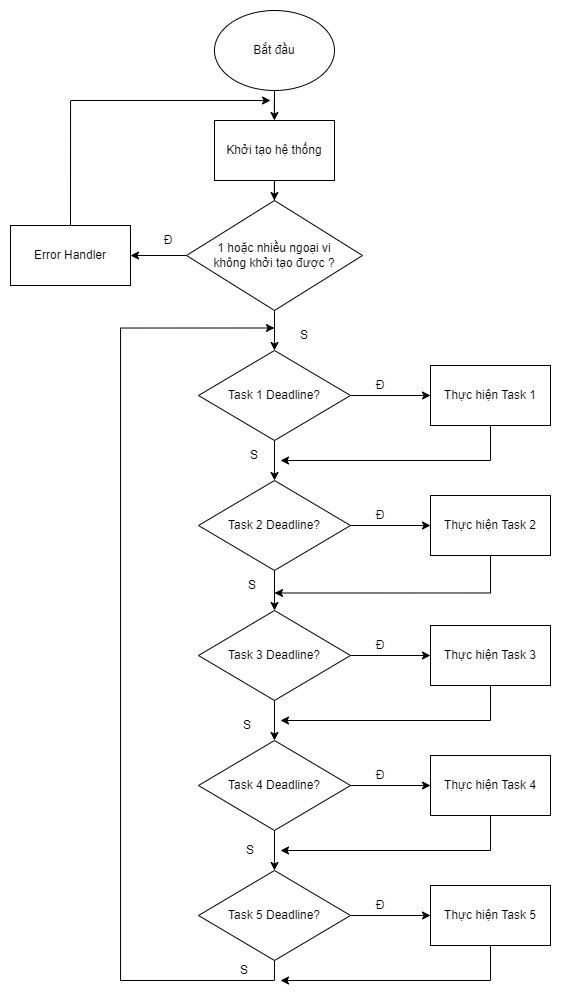 Bắt đầu
Khởi tạo hệ thống
1 hoặc nhiều ngoại vi
không khởi tạo được ?
Đ
Error Handler
S
Task 1 Deadline?
Đ
Thực hiện Task 1
S
Task 2 Deadline?
Đ
Thực hiện Task 2
S
Task 3 Deadline?
Đ
Thực hiện Task 3
S
Task 4 Deadline?
Đ
Thực hiện Task 4
S
Task 5 Deadline?
Đ
Thực hiện Task 5
S